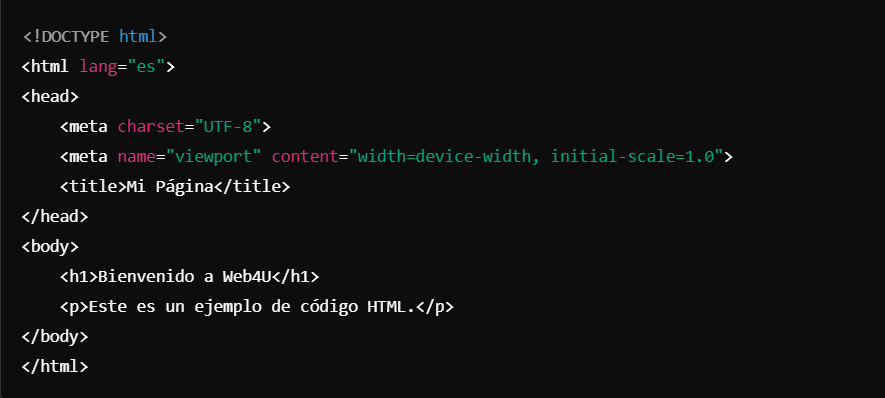 <!DOCTYPE html>
<html lang="es">
<head>
    <meta charset="UTF-8">
    <meta name="viewport" content="width=device-width, initial-scale=1.0">
    <title>Mi Página</title>
</head>
<body>
    <h1>Bienvenido a Web4U</h1>
    <p>Este es un ejemplo de código HTML.</p>
</body>
</html>